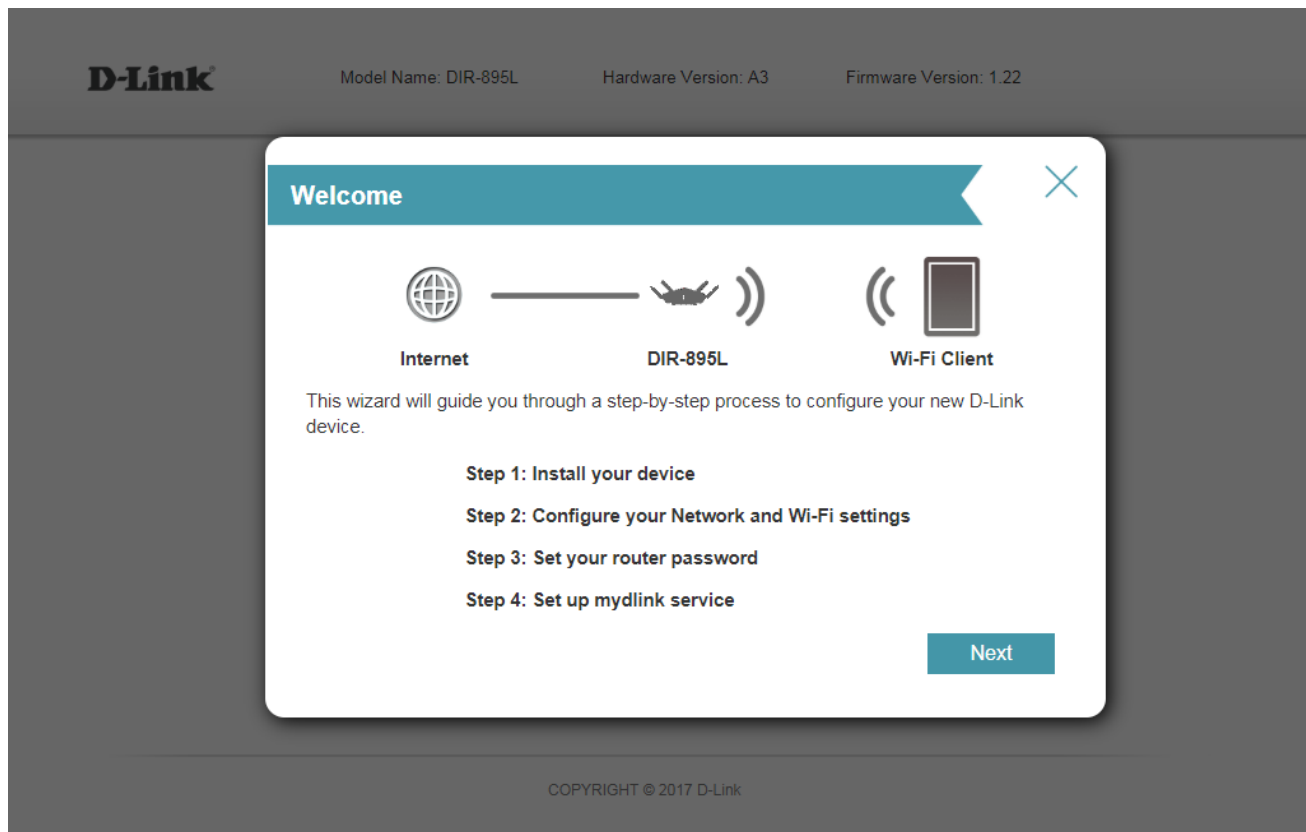 D-Link®
Model Name: DIR-895L Hardware Version: A3 Firmware Version: 1.22
Welcome
Internet DIR-895L Wi-Fi Client
This wizard will guide you through a step-by-step process to configure your new D-Link
device.
Step 1: Install your device
Step 2: Configure your Network and Wi-Fi settings
Step 3: Set your router password
Step 4: Set up mydlink service
Next
COPYRIGHT © 2017 D-Link